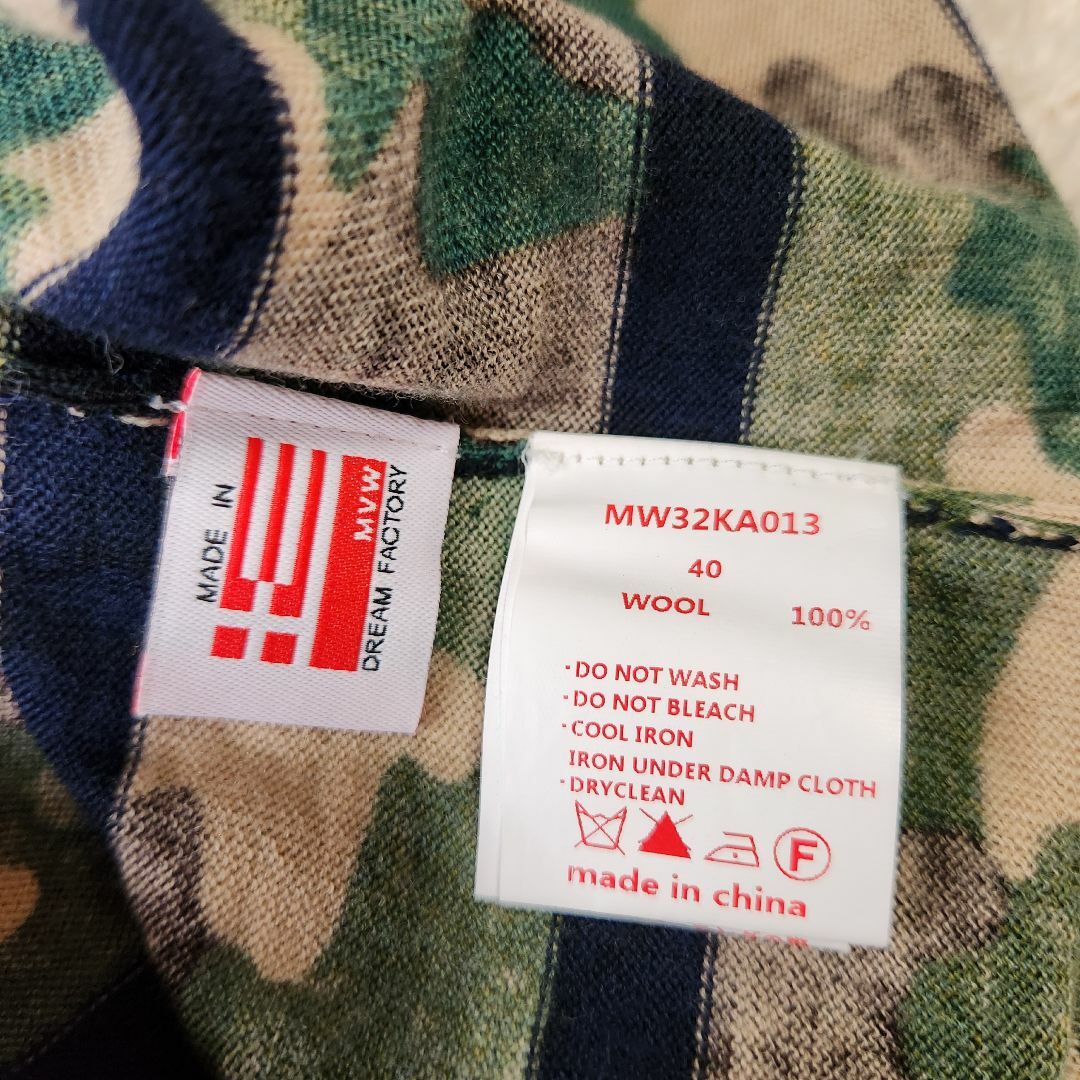 MADE IN
MVW
DREAM FACTORY
MW32KA013
40
WOOL 100%
·DO NOT WASH
·DO NOT BLEACH
·COOL IRON
IRON UNDER DAMP CLOTH
·DRYCLEAN
F
made in china